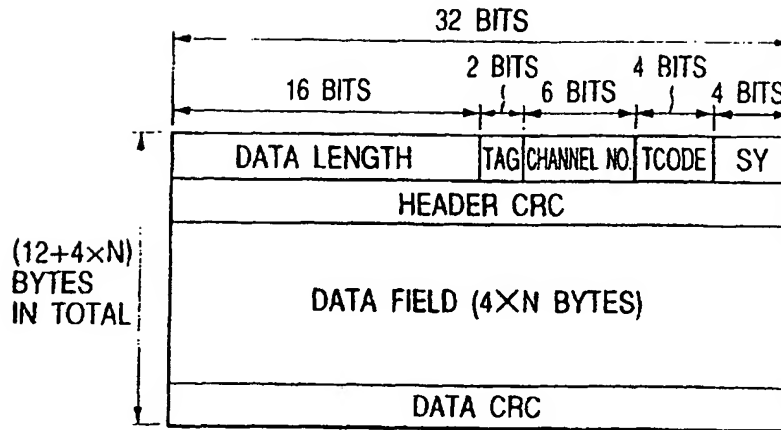 32 BITS
2 BITS 4 BITS
16 BITS 6 BITS 4 BITS
DATA LENGTH TAG CHANNEL NO. TCODE SY
HEADER CRC
(12+4×N)
BYTES
IN TOTAL
DATA FIELD (4×N BYTES)
DATA CRC